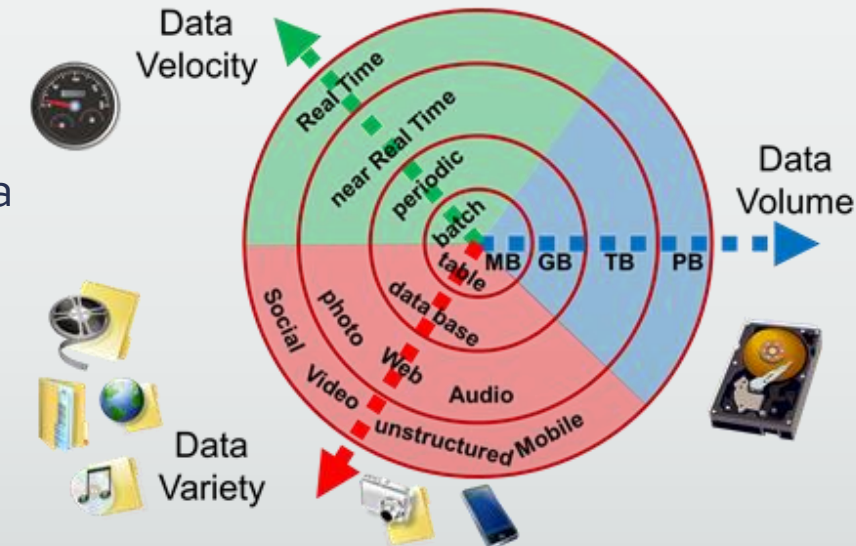 Data
Velocity
a
Real Time
near Real Time
periodic
batch
Data
Volume
MB GB TB PB
table
data base
photo
Web
Audio
Social
Video
unstructured
Mobile
Data
Variety